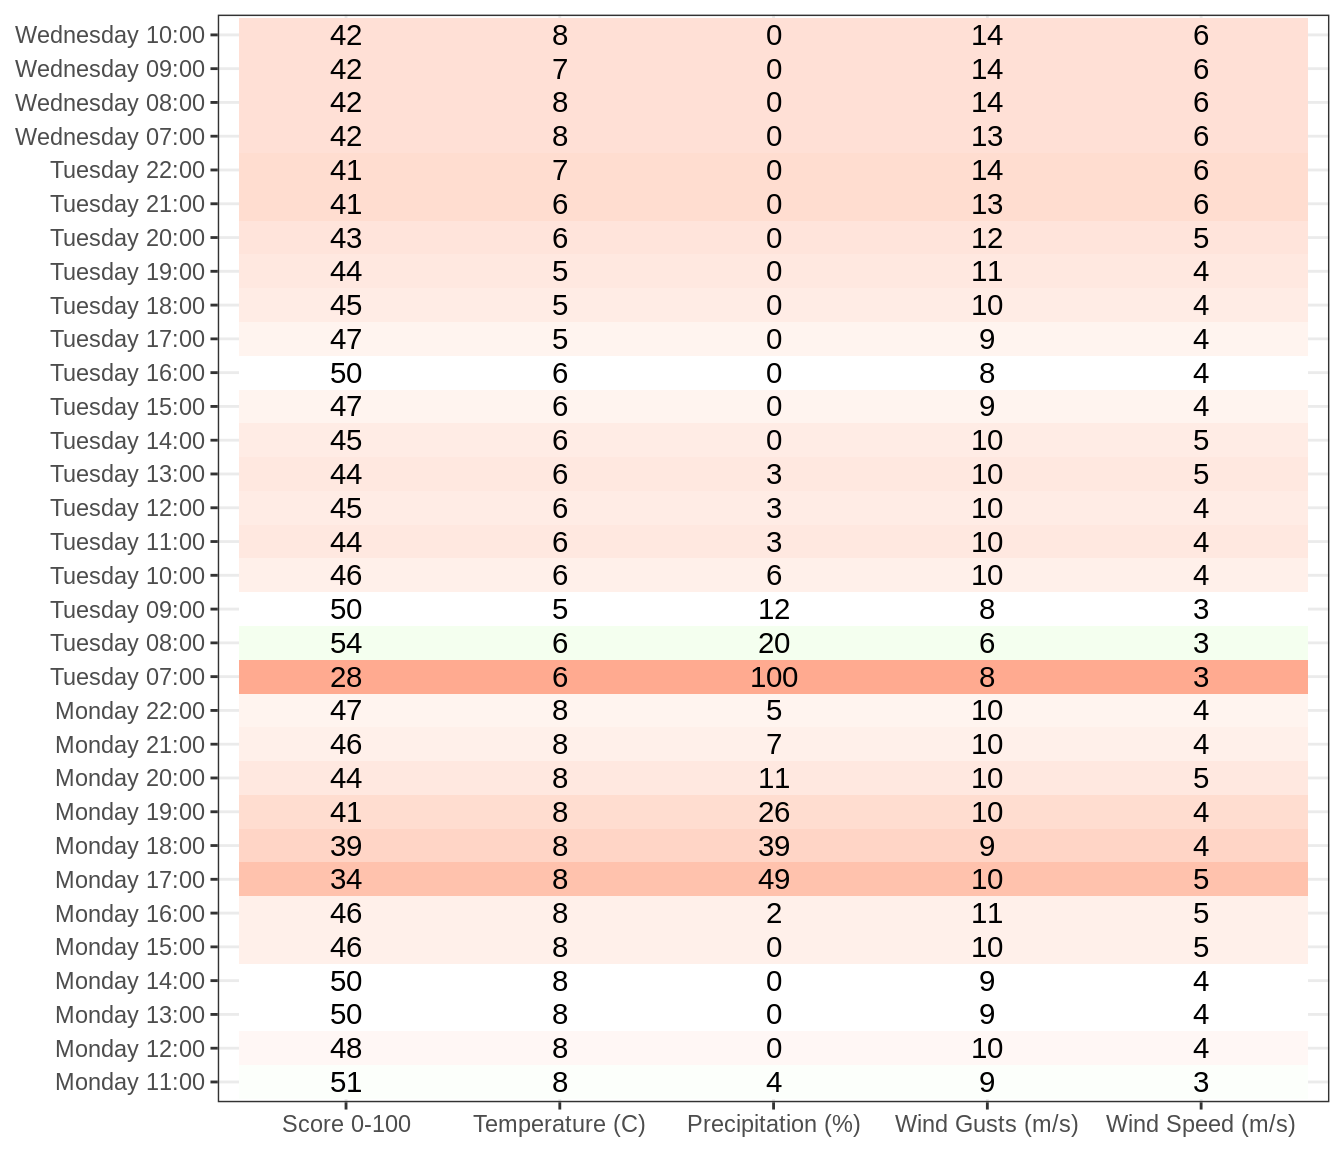 Wednesday 10:00 42 8 0 14 6
Wednesday 09:00 42 7 0 14 6
Wednesday 08:00 42 8 0 14 6
Wednesday 07:00 42 8 0 13 6
Tuesday 22:00 41 7 0 14 6
Tuesday 21:00 41 6 0 13 6
Tuesday 20:00 43 6 0 12 5
Tuesday 19:00 44 5 0 11 4
Tuesday 18:00 45 5 0 10 4
Tuesday 17:00 47 5 0 9 4
Tuesday 16:00 50 6 0 8 4
Tuesday 15:00 47 6 0 9 4
Tuesday 14:00 45 6 0 10 5
Tuesday 13:00 44 6 3 10 5
Tuesday 12:00 45 6 3 10 4
Tuesday 11:00 44 6 3 10 4
Tuesday 10:00 46 6 6 10 4
Tuesday 09:00 50 5 12 8 3
Tuesday 08:00 54 6 20 6 3
Tuesday 07:00 28 6 100 8 3
Monday 22:00 47 8 5 10 4
Monday 21:00 46 8 7 10 4
Monday 20:00 44 8 11 10 5
Monday 19:00 41 8 26 10 4
Monday 18:00 39 8 39 9 4
Monday 17:00 34 8 49 10 5
Monday 16:00 46 8 2 11 5
Monday 15:00 46 8 0 10 5
Monday 14:00 50 8 0 9 4
Monday 13:00 50 8 0 9 4
Monday 12:00 48 8 0 10 4
Monday 11:00 51 8 4 9 3
Score 0-100 Temperature (C) Precipitation (%) Wind Gusts (m/s) Wind Speed (m/s)